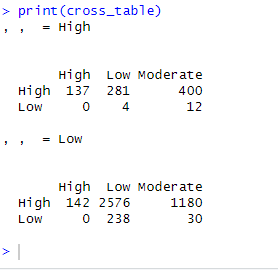 > print(cross_table)
, ,  = High

       High  Low Moderate
  High  137  281      400
  Low     0    4       12

, ,  = Low

       High  Low Moderate
  High  142 2576     1180
  Low     0  238       30

>